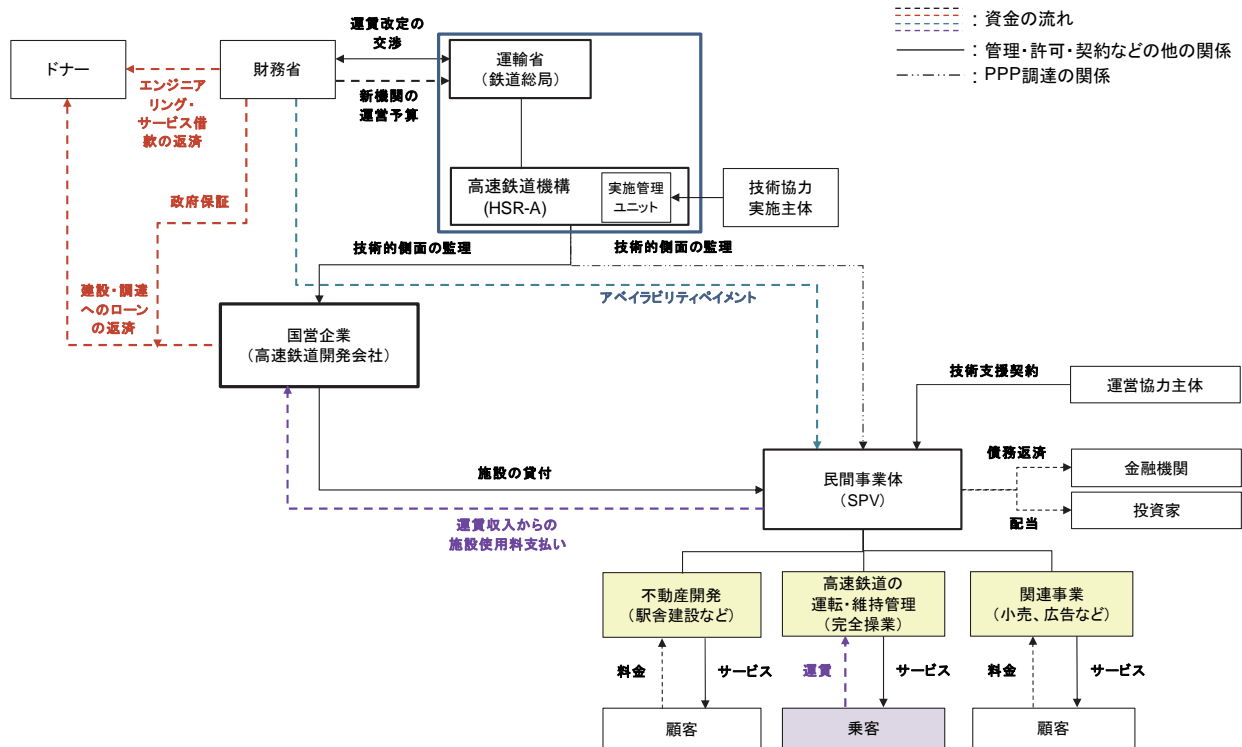 運賃改定の
交渉
: 資金の流れ
: 管理・許可・契約などの他の関係
: PPP調達の関係
ドナー
財務省
運輸省
(鉄道総局)
エンジニア
リング・
サービス借
款の返済
新機関の
運営予算
高速鉄道機構
(HSR-A)
実施管理
ユニット
技術協力
実施主体
政府保証
技術的側面の監理
技術的側面の監理
建設・調達
へのローン
の返済
アベイラビリティペイメント
国営企業
(高速鉄道開発会社)
技術支援契約
運営協力主体
施設の貸付
民間事業体
(SPV)
債務返済
金融機関
配当
投資家
運賃収入からの
施設使用料支払い
不動産開発
(駅舎建設など)
高速鉄道の
運転・維持管理
(完全操業)
関連事業
(小売、広告など)
料金
サービス
運賃
サービス
料金
サービス
顧客
乗客
顧客